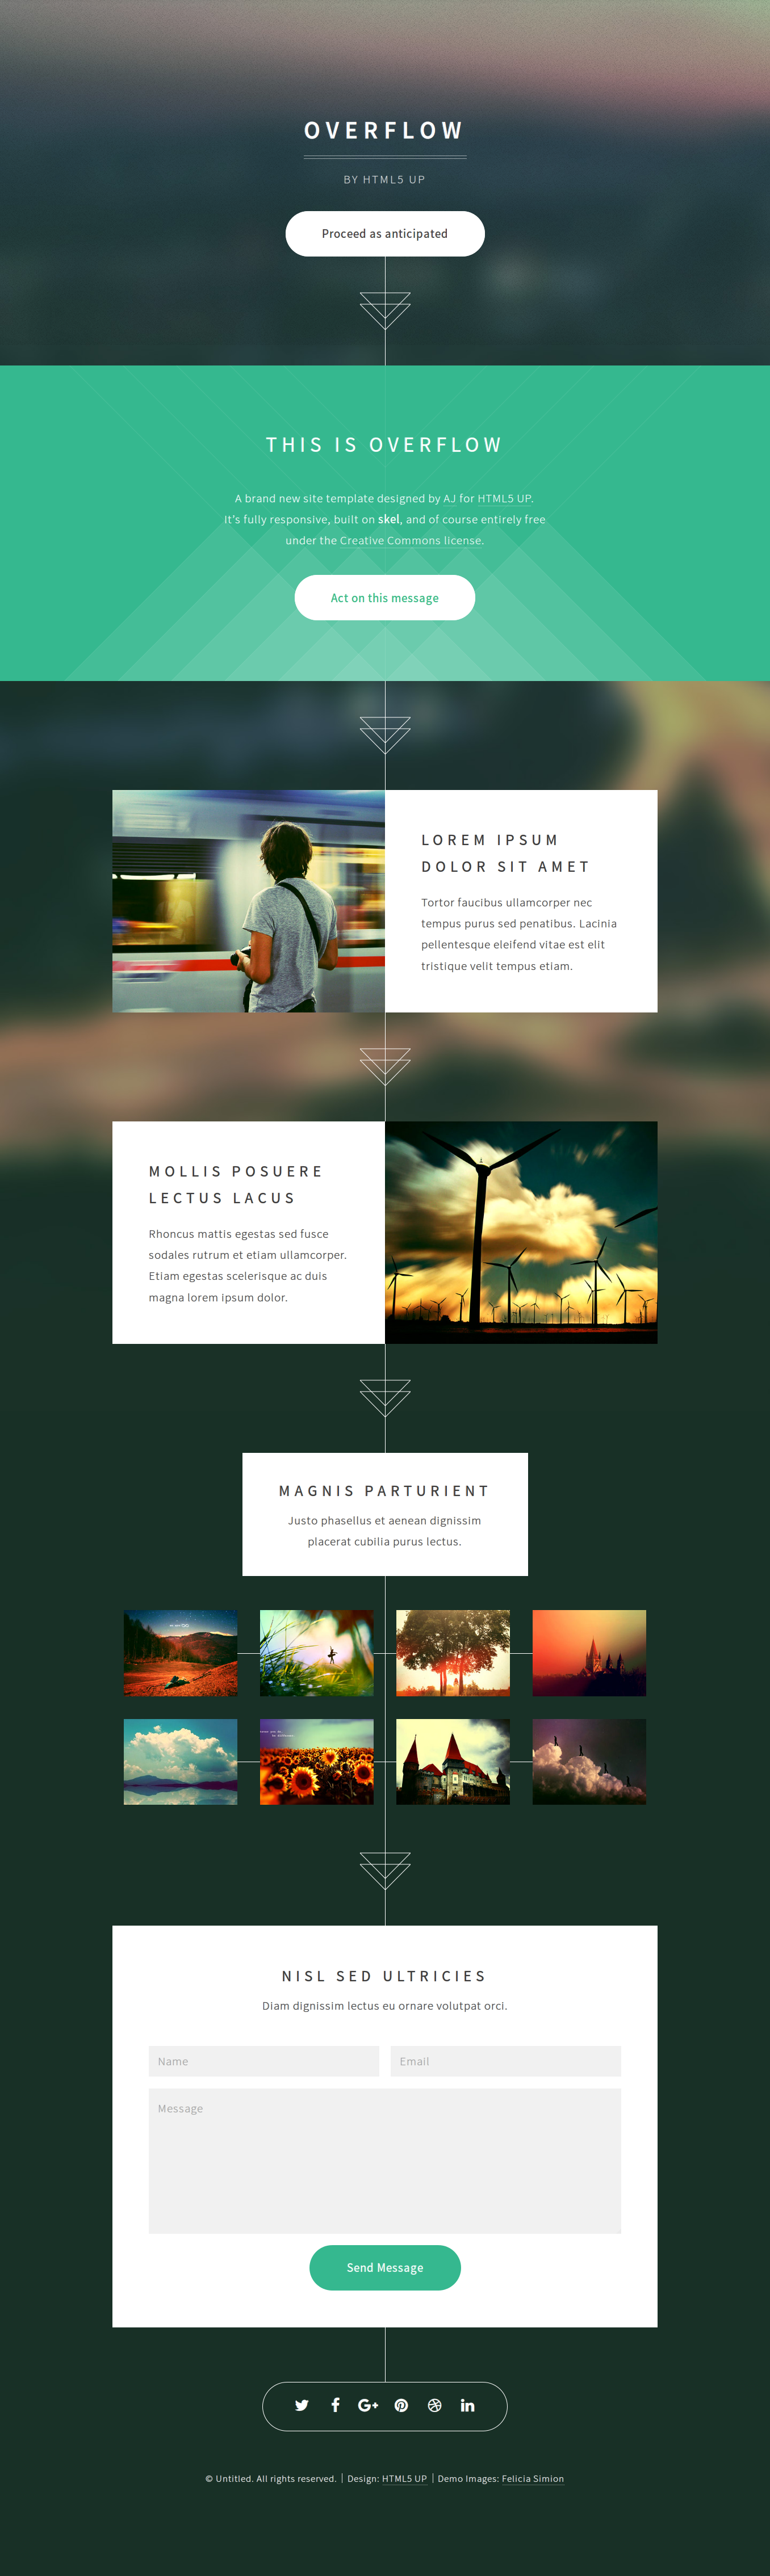 OVERFLOW
BY HTML5 UP
Proceed as anticipated
THIS IS OVERFLOW
A brand new site template designed by AJ for HTML5 UP.
It's fully responsive, built on skel, and of course entirely free
under the Creative Commons license.
Act on this message
LOREM IPSUM
DOLOR SIT AMET
Tortor faucibus ullamcorper nec
tempus purus sed penatibus. Lacinia
pellentesque eleifend vitae est elit
tristique velit tempus etiam.
MOLLIS POSUERE
LECTUS LACUS
Rhoncus mattis egestas sed fusce
sodales rutrum et etiam ullamcorper.
Etiam egestas scelerisque ac duis
magna lorem ipsum dolor.
MAGNIS PARTURIENT
Justo phasellus et aenean dignissim
placerat cubilia purus lectus.
NISL SED ULTRICIES
Diam dignissim lectus eu ornare volutpat orci.
Name
Email
Message
Send Message
© Untitled. All rights reserved. | Design: HTML5 UP | Demo Images: Felicia Simion